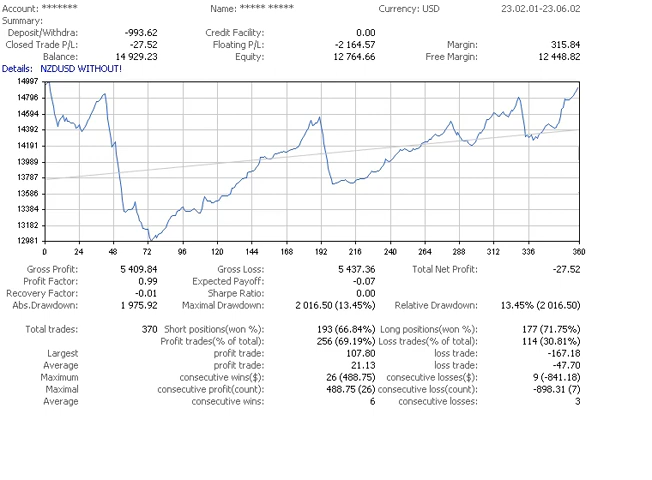 Account: ******* Name: ***** ***** Currency: USD 23.02.01-23.06.02
Summary:
Deposit/Withdra: -993.62 Credit Facility: 0.00
Closed Trade P/L: -27.52 Floating P/L: -2 164.57 Margin: 315.84
Balance: 14 929.23 Equity: 12 764.66 Free Margin: 12 448.82
Details: NZDUSD WITHOUT!
14997
14796
14594
14392
14191
13989
13787
13586
13384
13182
12981
0 24 48 72 96 120 144 168 192 216 240 264 288 312 336 360
Gross Profit: 5 409.84 Gross Loss: 5 437.36 Total Net Profit: -27.52
Profit Factor: 0.99 Expected Payoff: -0.07
Recovery Factor: -0.01 Sharpe Ratio: 0.00
Abs.Drawdown: 1 975.92 Maximal Drawdown: 2 016.50 (13.45%) Relative Drawdown: 13.45% (2 016.50)
Total trades: 370 Short positions(won %): 193 (66.84%) Long positions(won %): 177 (71.75%)
Profit trades(% of total): 256 (69.19%) Loss trades(% of total): 114 (30.81%)
Largest profit trade: 107.80 loss trade: -167.18
Average profit trade: 21.13 loss trade: -47.70
Maximum consecutive wins($): 26 (488.75) consecutive losses($): 9 (-841.18)
Maximal consecutive profit(count): 488.75 (26) consecutive loss(count): -898.31 (7)
Average consecutive wins: 6 consecutive losses: 3